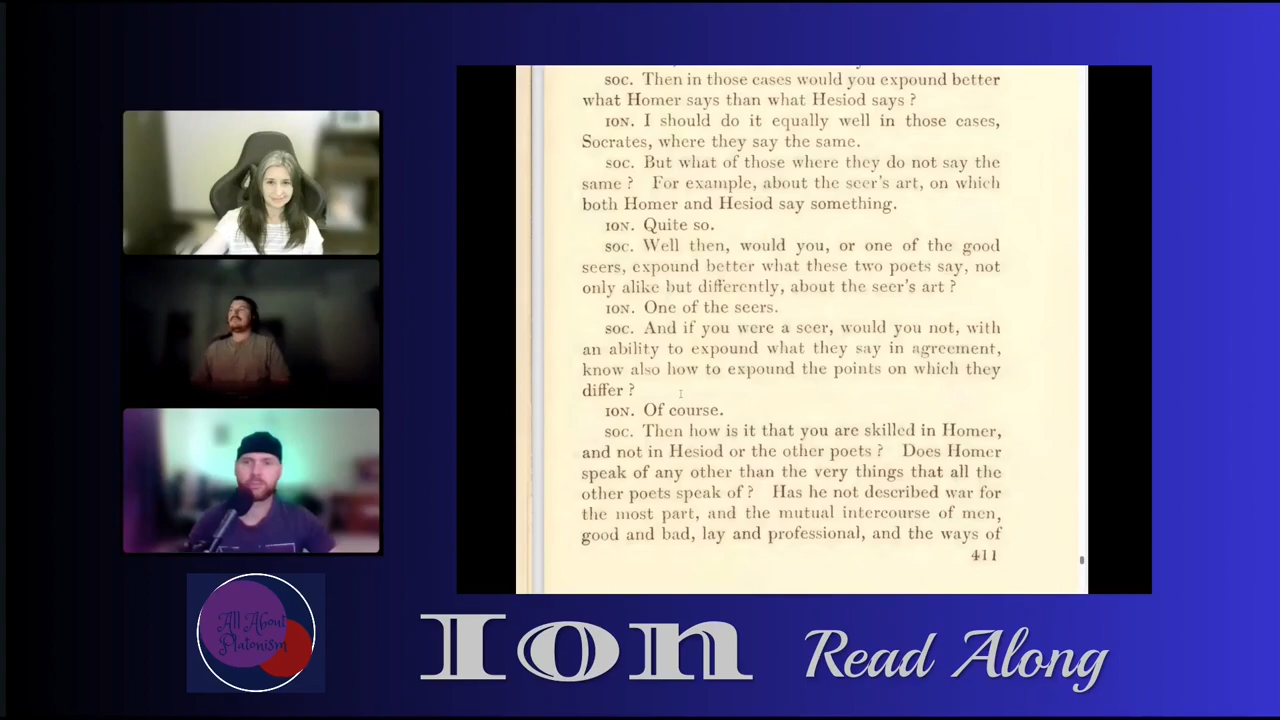 SOC. Then in those cases would you expound better
what Homer says than what Hesiod says ?
ION. I should do it equally well in those cases,
Socrates, where they say the same.
SOC. But what of those where they do not say the
same ? For example, about the seer's art, on which
both Homer and Hesiod say something.
ION. Quite so.
SOC. Well then, would you, or one of the good
seers, expound better what these two poets say, not
only alike but differently, about the seer's art ?
ION. One of the seers.
SOC. And if you were a seer, would you not, with
an ability to expound what they say in agreement,
know also how to expound the points on which they
differ ?
ION. Of course.
SOC. Then how is it that you are skilled in Homer,
and not in Hesiod or the other poets ? Does Homer
speak of any other than the very things that all the
other poets speak of ? Has he not described war for
the most part, and the mutual intercourse of men,
good and bad, lay and professional, and the ways of
411
All About
Platonism
Ion Read Along